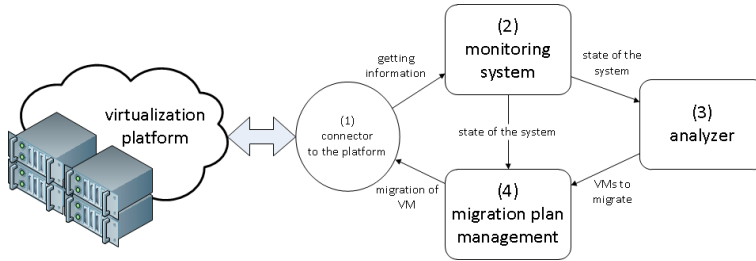 virtualization
platform
(1)
connector
to the platform
getting
information
(2)
monitoring
system
state of the
system
(3)
analyzer
state of the system
VMs to
migrate
(4)
migration plan
management
migration of
VM